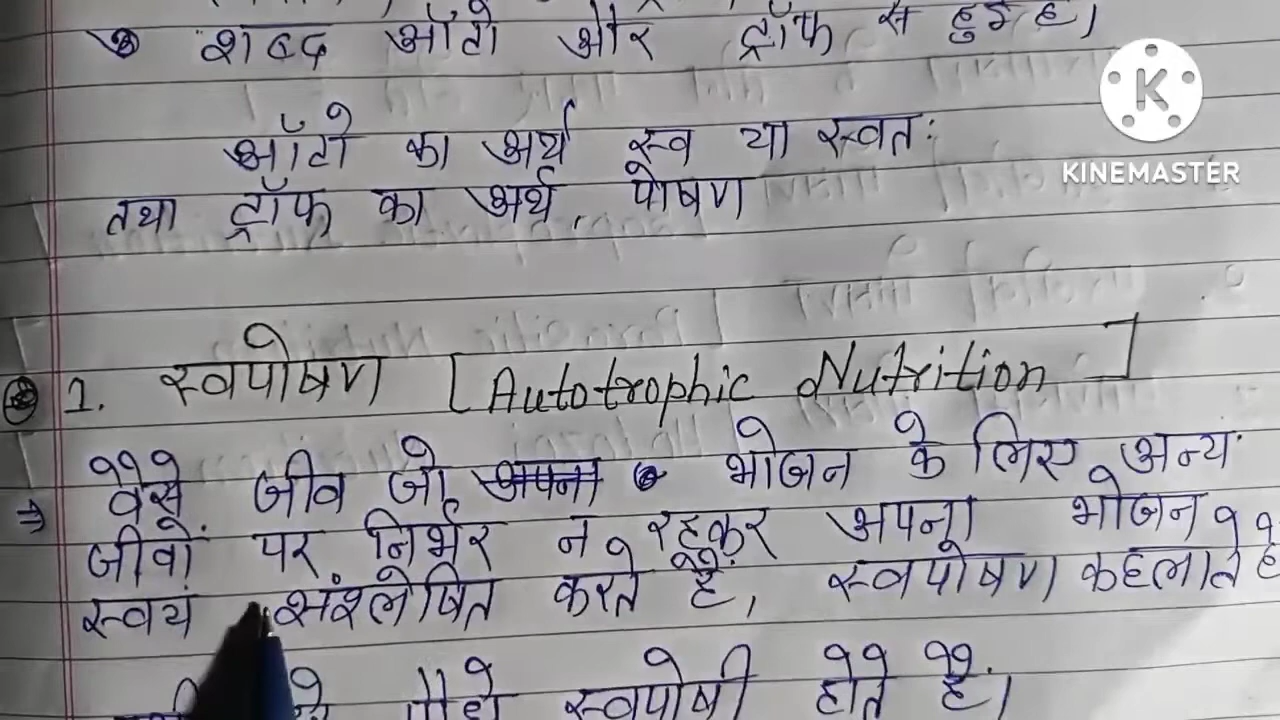 शब्द ऑटो और ट्रॉफ से हुई है।
K
KINEMASTER
ऑटो का अर्थ स्व या स्वतः
तथा ट्रॉफ का अर्थ, पोषण
1. स्वपोषण [Autotrophic Nutrition]
⇒ वैसे जीव जो अपना भोजन के लिए अन्य
जीवों पर निर्भर न रहकर अपना भोजन
स्वयं संश्लेषित करते हैं, स्वपोषण कहलाते हैं
पौधे स्वपोषी होते हैं।